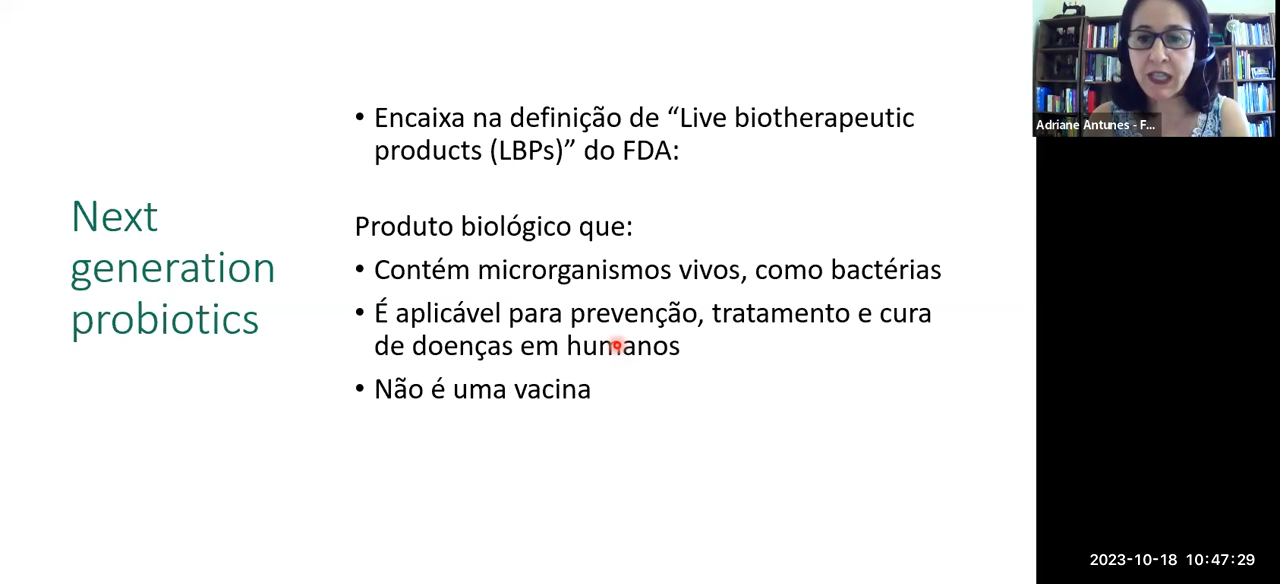 Next
generation
probiotics
• Encaixa na definição de “Live biotherapeutic
products (LBPs)” do FDA:
Produto biológico que:
• Contém microrganismos vivos, como bactérias
• É aplicável para prevenção, tratamento e cura
de doenças em humanos
• Não é uma vacina
Adriane Antunes - F...
2023-10-18 10:47:29